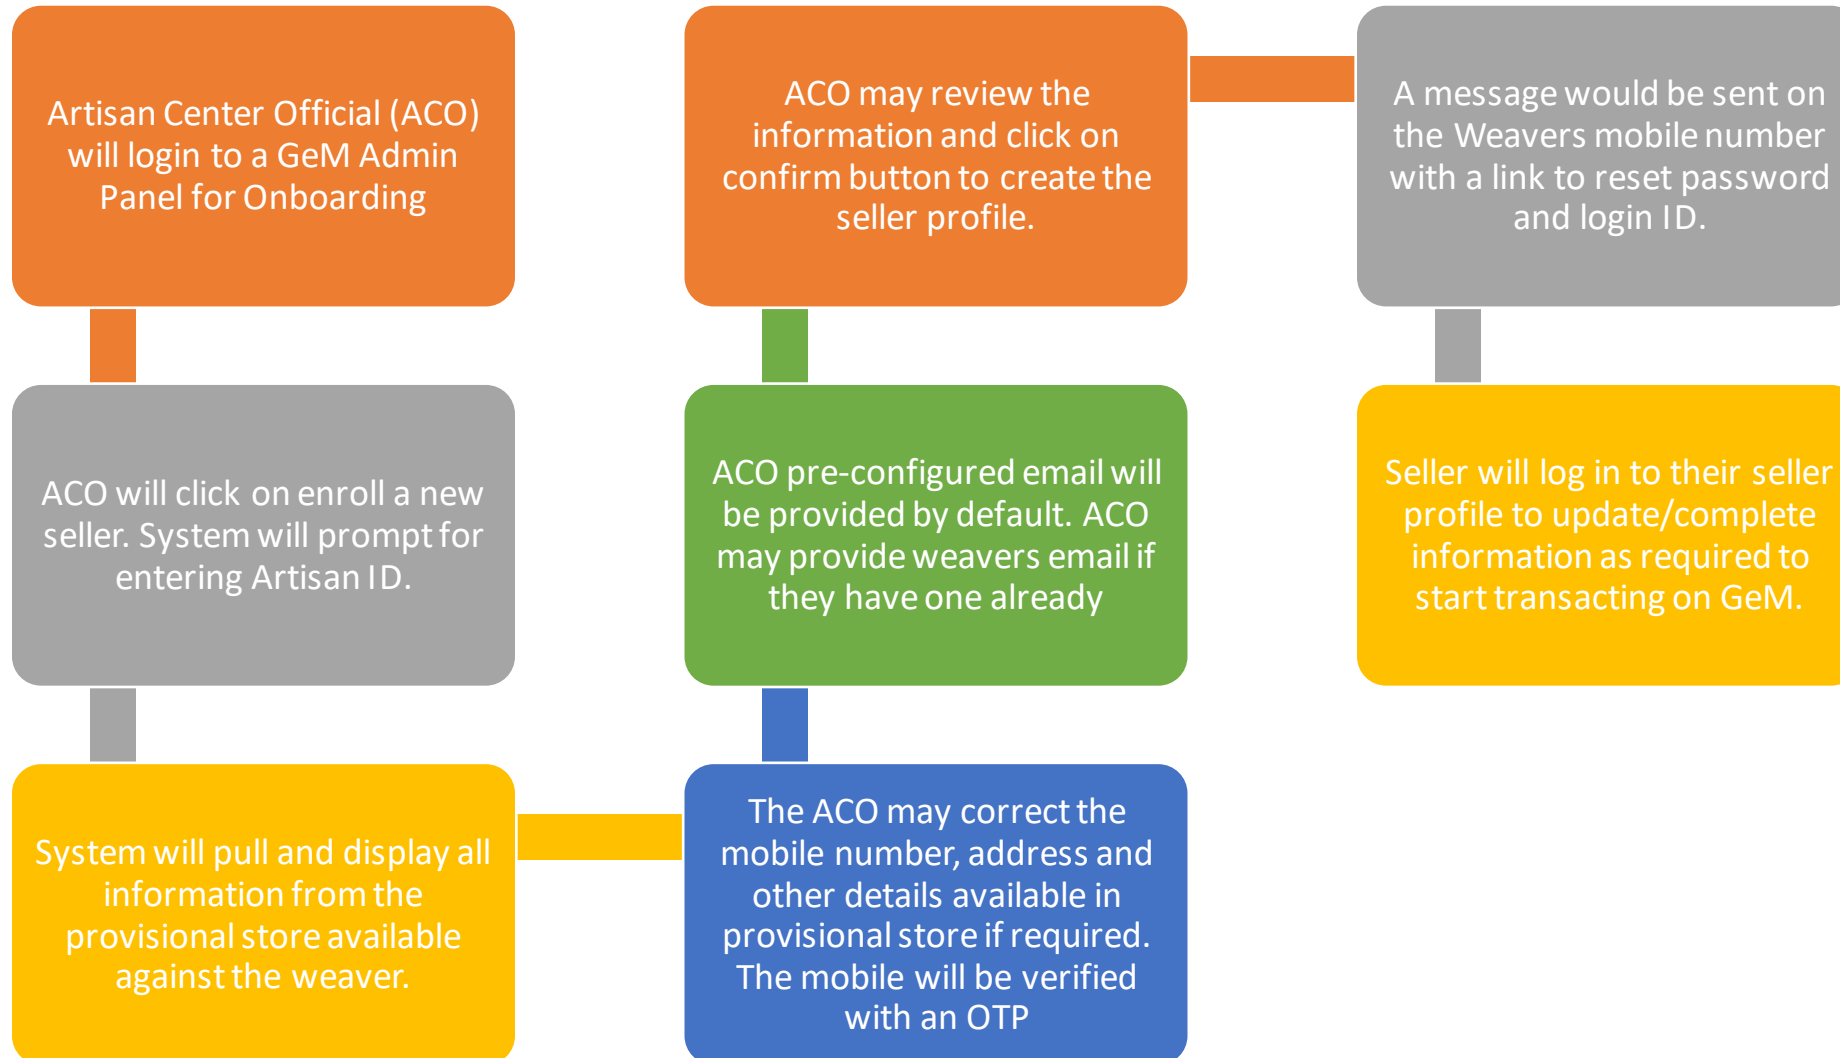 Artisan Center Official (ACO)
will login to a GeM Admin
Panel for Onboarding
ACO will click on enroll a new
seller. System will prompt for
entering Artisan ID.
System will pull and display all
information from the
provisional store available
against the weaver.
The ACO may correct the
mobile number, address and
other details available in
provisional store if required.
The mobile will be verified
with an OTP
ACO pre-configured email will
be provided by default. ACO
may provide weavers email if
they have one already
ACO may review the
information and click on
confirm button to create the
seller profile.
A message would be sent on
the Weavers mobile number
with a link to reset password
and login ID.
Seller will log in to their seller
profile to update/complete
information as required to
start transacting on GeM.